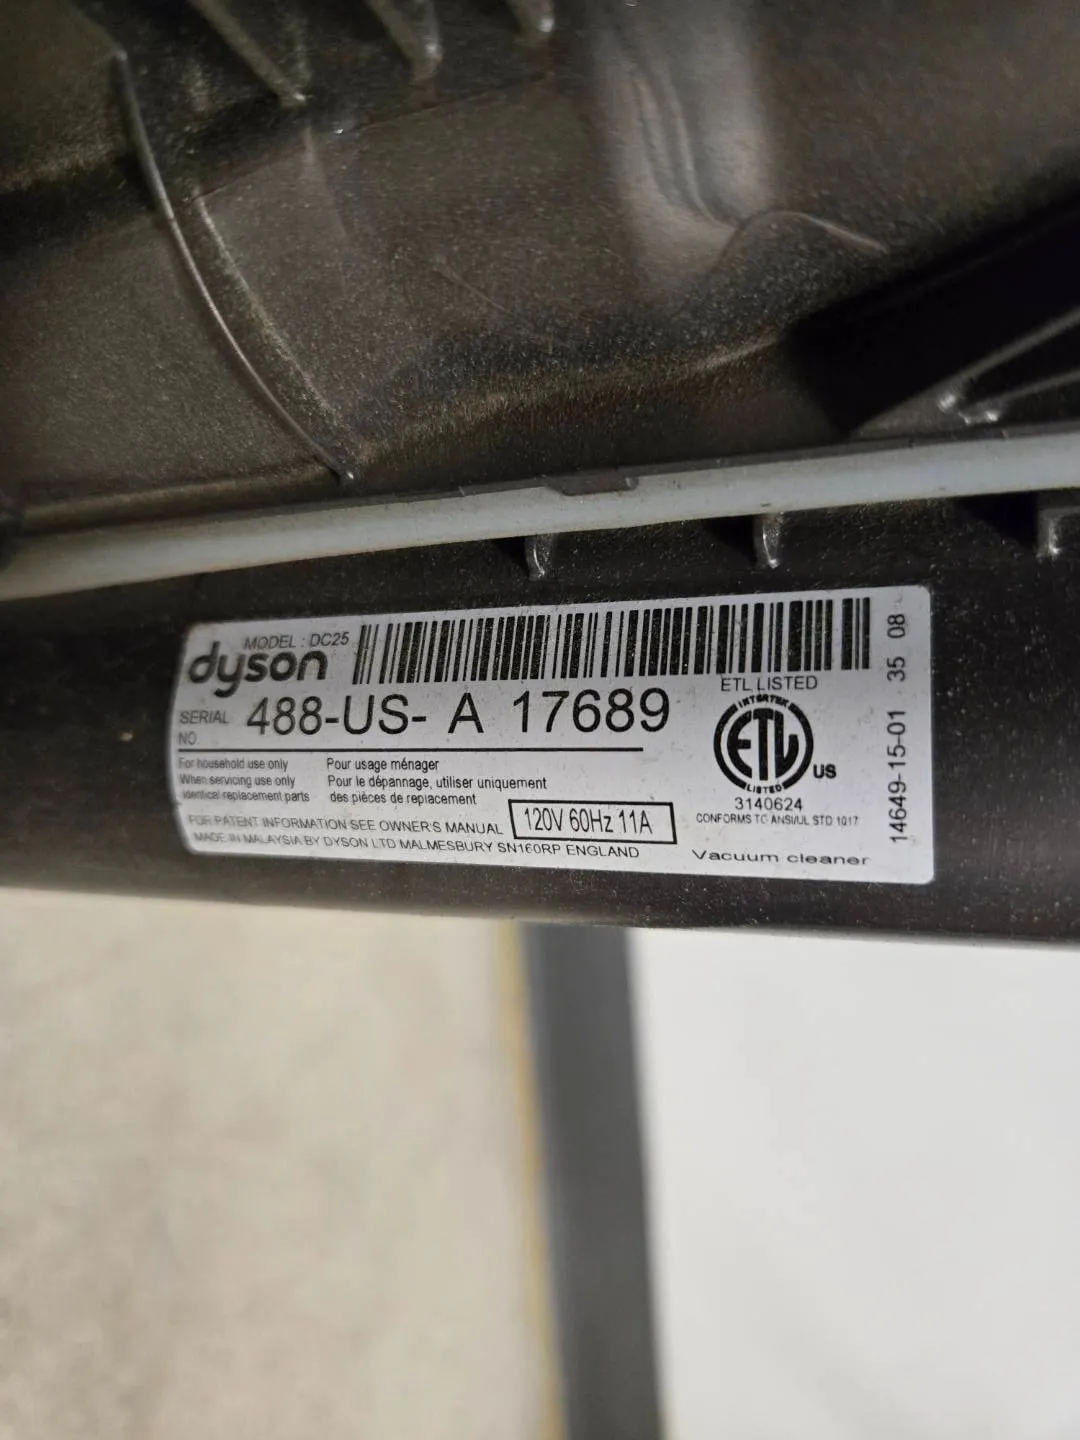 MODEL : DC25
dyson
SERIAL NO. 488-US- A 17689
For household use only
When servicing use only
identical replacement parts
Pour usage ménager
Pour le dépannage, utiliser uniquement
des pièces de replacement
FOR PATENT INFORMATION SEE OWNER'S MANUAL
120V 60Hz 11A
MADE IN MALAYSIA BY DYSON LTD MALMESBURY SN160RP ENGLAND
ETL LISTED
INTERTEK
ETL
LISTED
US
3140624
CONFORMS TO ANSI/UL STD 1017
Vacuum cleaner
14649-15-01 35 08